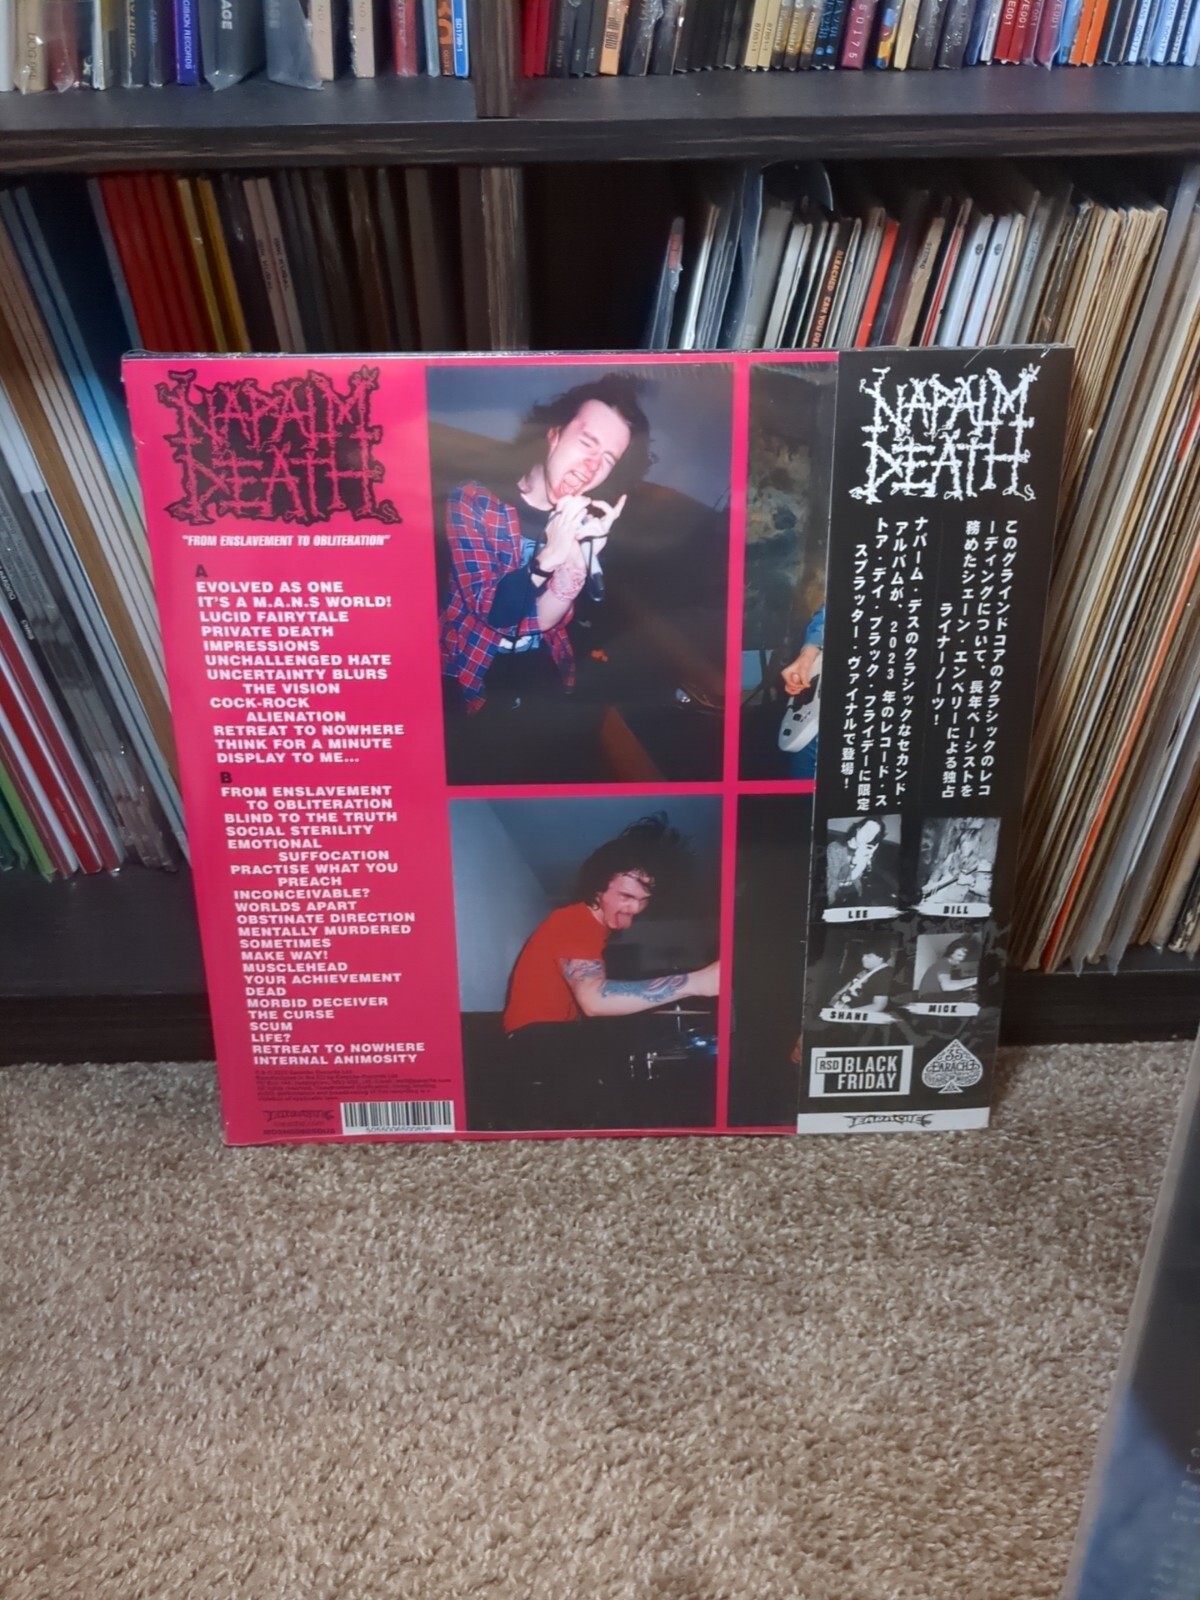 NAPALM
DEATH
"FROM ENSLAVEMENT TO OBLITERATION"
A
EVOLVED AS ONE
IT'S A M.A.N.S WORLD!
LUCID FAIRYTALE
PRIVATE DEATH
IMPRESSIONS
UNCHALLENGED HATE
UNCERTAINTY BLURS
THE VISION
COCK-ROCK
ALIENATION
RETREAT TO NOWHERE
THINK FOR A MINUTE
DISPLAY TO ME...
B
FROM ENSLAVEMENT
TO OBLITERATION
BLIND TO THE TRUTH
SOCIAL STERILITY
EMOTIONAL
SUFFOCATION
PRACTISE WHAT YOU
PREACH
INCONCEIVABLE?
WORLDS APART
OBSTINATE DIRECTION
MENTALLY MURDERED
SOMETIMES
MAKE WAY!
MUSCLEHEAD
YOUR ACHIEVEMENT
DEAD
MORBID DECEIVER
THE CURSE
SCUM
LIFE?
RETREAT TO NOWHERE
INTERNAL ANIMOSITY
EARACHE
NAPALM
DEATH
このグラインドコアのクラシックのレコ
ーディングについて、長年ベーシストを
務めたシェーン・エンベリーによる独占
ライナーノーツ！
ナパーム・デスのクラシックなセカンド・
アルバムが、2023 年のレコード・ス
トア・デイ・ブラック・フライデーに限定
スプラッター・ヴァイナルで登場！
LEE
BILL
SHANE
MICK
RSD BLACK
FRIDAY
35
EARACHE
EARACHE
BLEACHED CAN YOU DEA